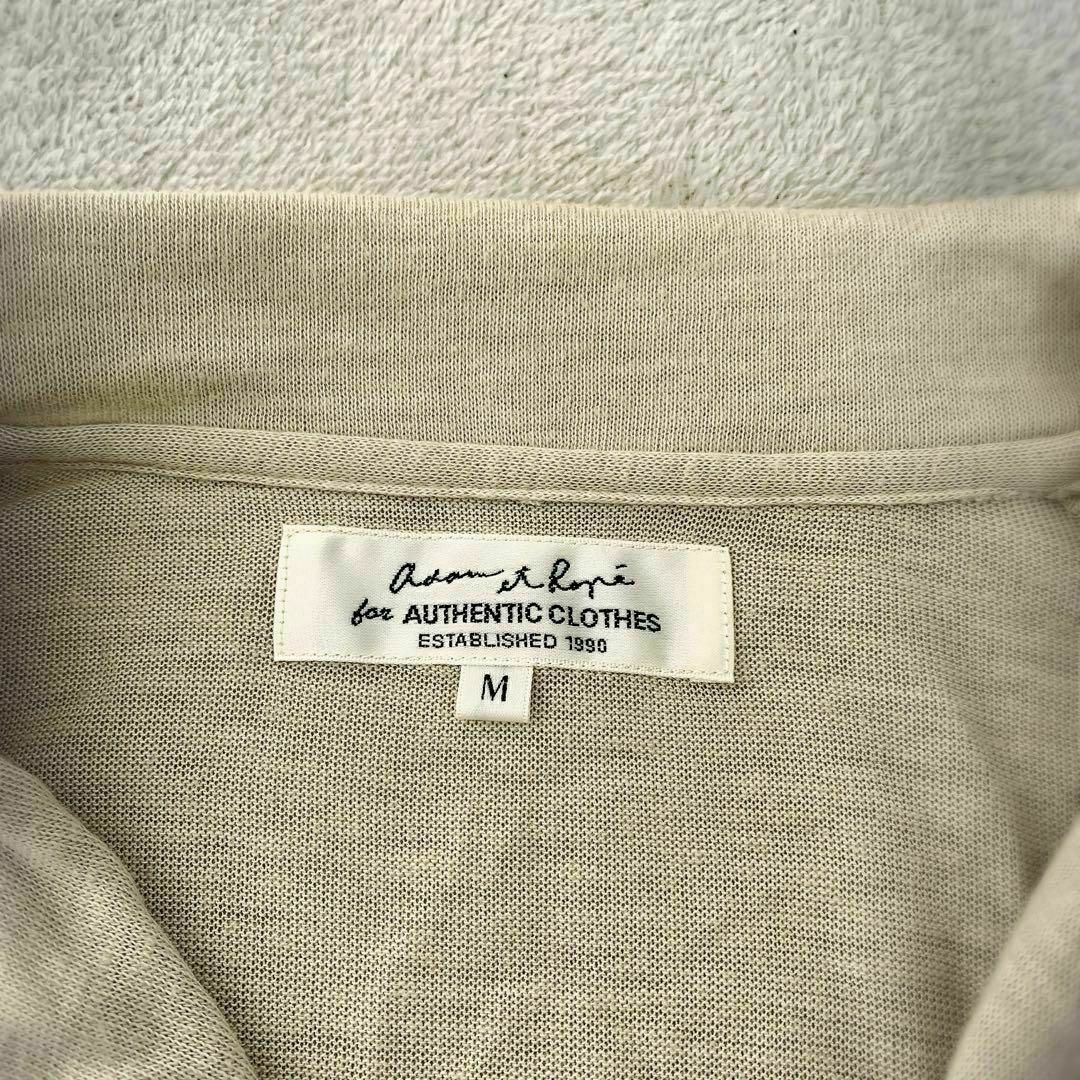 Adam et Ropé
for AUTHENTIC CLOTHES
ESTABLISHED 1990
M